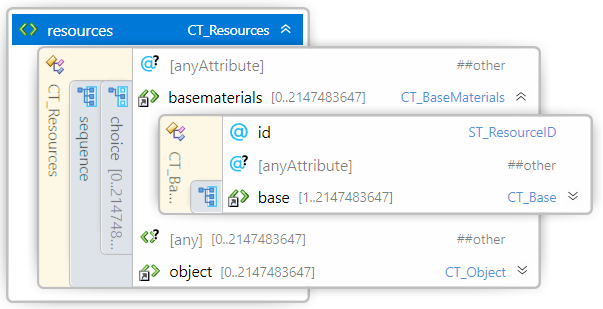 resources CT_Resources
CT_Resources
sequence
choice [0..214748...
[anyAttribute] ##other
basematerials [0..2147483647] CT_BaseMaterials
CT_Ba...
id ST_ResourceID
[anyAttribute] ##other
base [1..2147483647] CT_Base
[any] [0..2147483647] ##other
object [0..2147483647] CT_Object